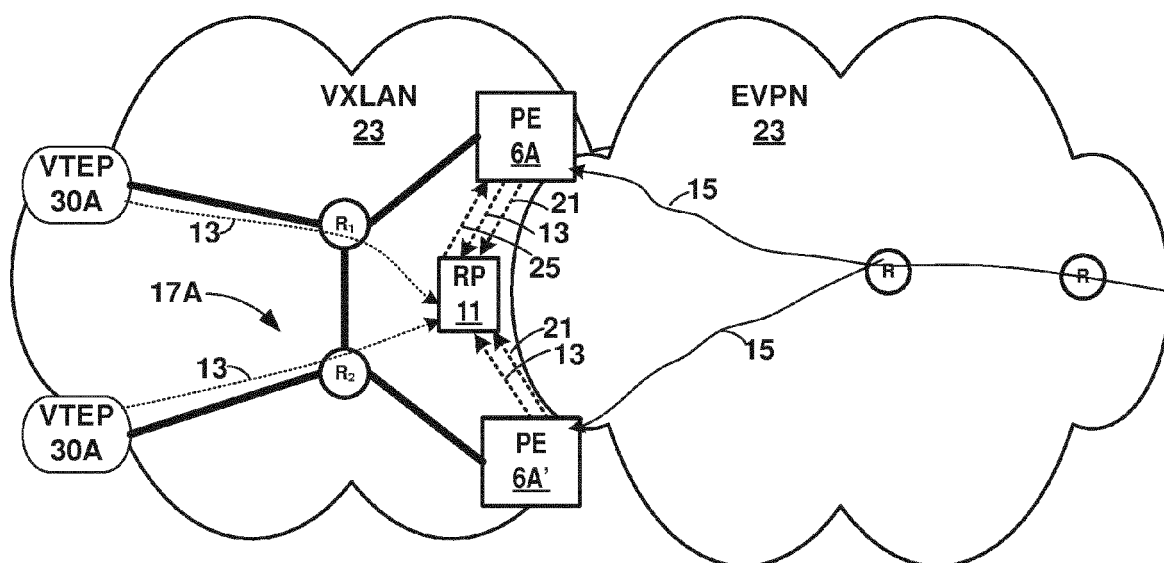 VXLAN
23
EVPN
23
PE
6A
VTEP
30A
15
21
13
13
R₁
25
RP
11
R
R
17A
21
13
15
13
R₂
VTEP
30A
PE
6A'